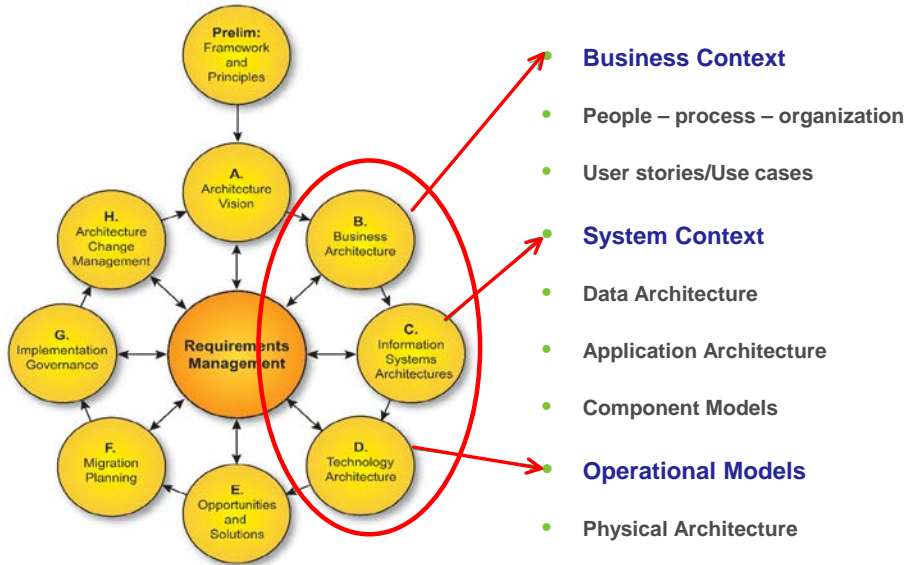 Prelim:
Framework
and
Principles
A.
Architecture
Vision
B.
Business
Architecture
C.
Information
Systems
Architectures
D.
Technology
Architecture
E.
Opportunities
and
Solutions
F.
Migration
Planning
G.
Implementation
Governance
H.
Architecture
Change
Management
Requirements
Management
Business Context
People – process – organization
User stories/Use cases
System Context
Data Architecture
Application Architecture
Component Models
Operational Models
Physical Architecture